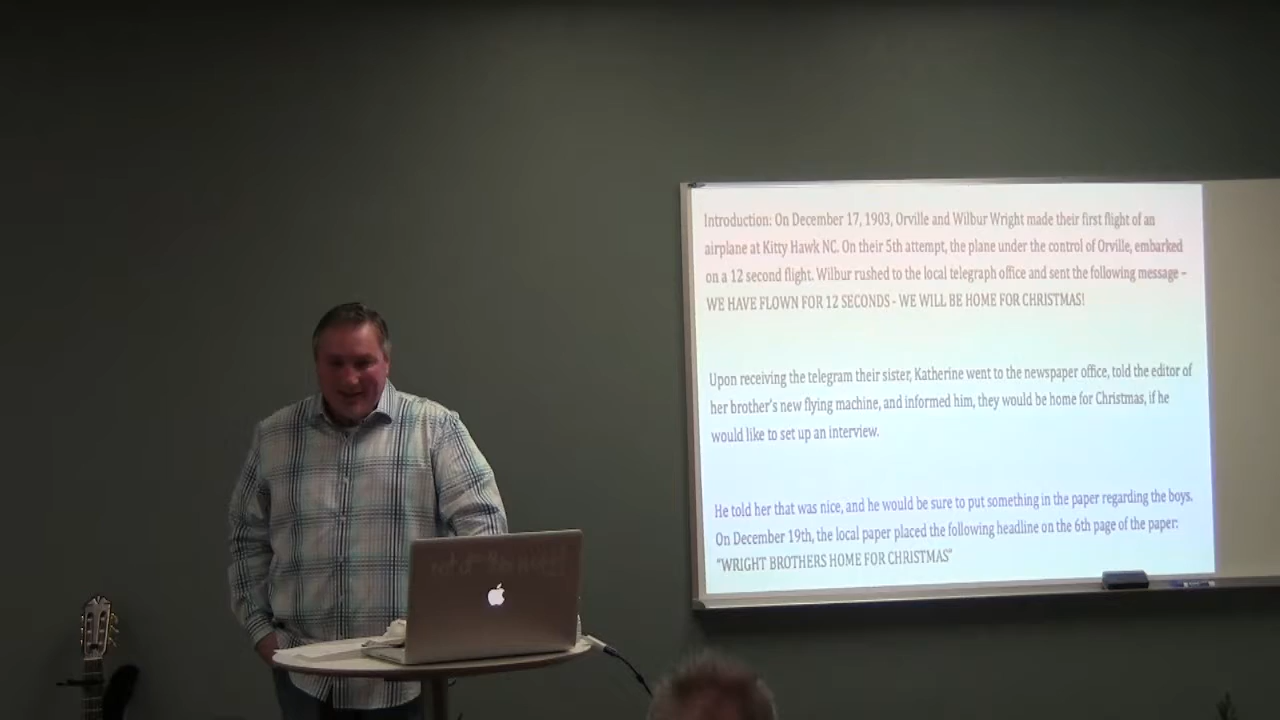 Introduction: On December 17, 1903, Orville and Wilbur Wright made their first flight of an
airplane at Kitty Hawk NC. On their 5th attempt, the plane under the control of Orville, embarked
on a 12 second flight. Wilbur rushed to the local telegraph office and sent the following message –
WE HAVE FLOWN FOR 12 SECONDS - WE WILL BE HOME FOR CHRISTMAS!
Upon receiving the telegram their sister, Katherine went to the newspaper office, told the editor of
her brother's new flying machine, and informed him, they would be home for Christmas, if he
would like to set up an interview.
He told her that was nice, and he would be sure to put something in the paper regarding the boys.
On December 19th, the local paper placed the following headline on the 6th page of the paper:
“WRIGHT BROTHERS HOME FOR CHRISTMAS”